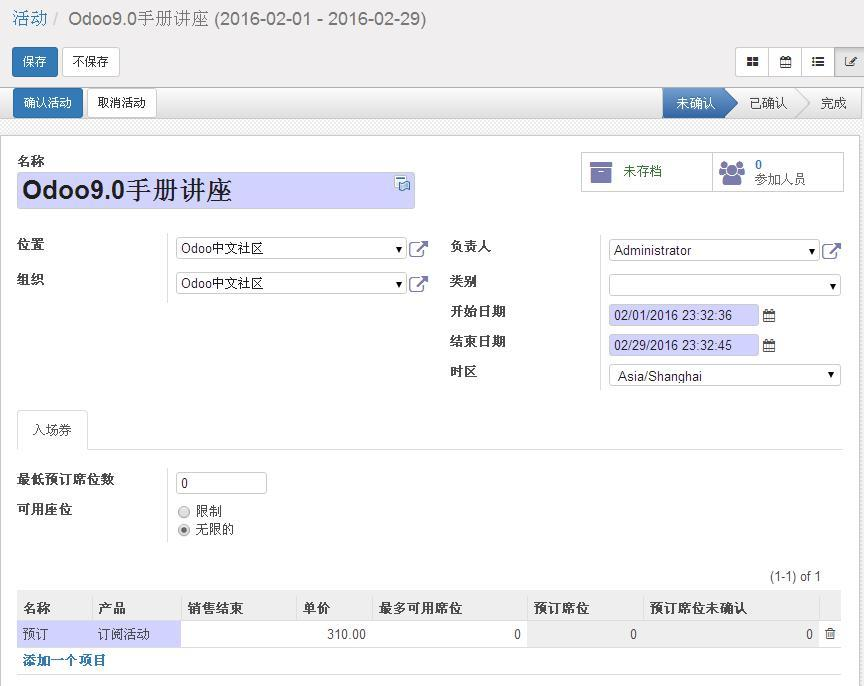 活动 / Odoo9.0手册讲座 (2016-02-01 - 2016-02-29)
保存 不保存
确认活动 取消活动 未确认 已确认 完成
名称
Odoo9.0手册讲座
未存档 0 参加人员
位置 Odoo中文社区
组织 Odoo中文社区
负责人 Administrator
类别
开始日期 02/01/2016 23:32:36
结束日期 02/29/2016 23:32:45
时区 Asia/Shanghai
入场券
最低预订席位数 0
可用座位 限制
无限的
(1-1) of 1
名称 产品 销售结束 单价 最多可用席位 预订席位 预订席位未确认
预订 订阅活动 310.00 0 0 0
添加一个项目